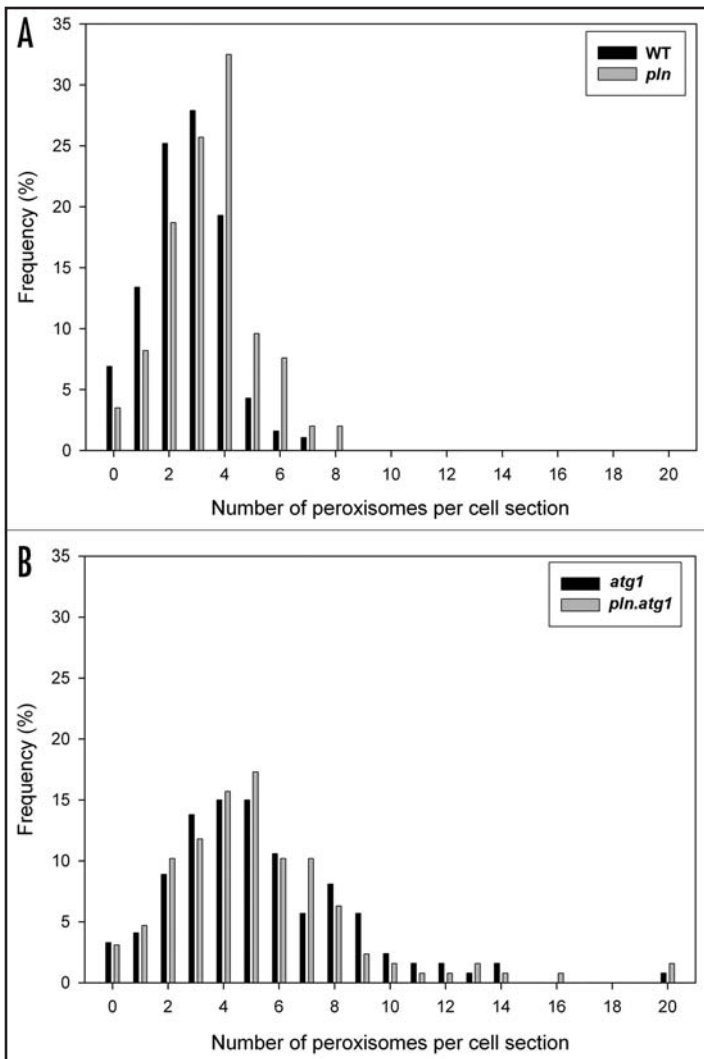 A
WT
pln
35
30
25
20
15
10
5
0
Frequency (%)
0 2 4 6 8 10 12 14 16 18 20
Number of peroxisomes per cell section
B
atg1
pln.atg1
35
30
25
20
15
10
5
0
Frequency (%)
0 2 4 6 8 10 12 14 16 18 20
Number of peroxisomes per cell section